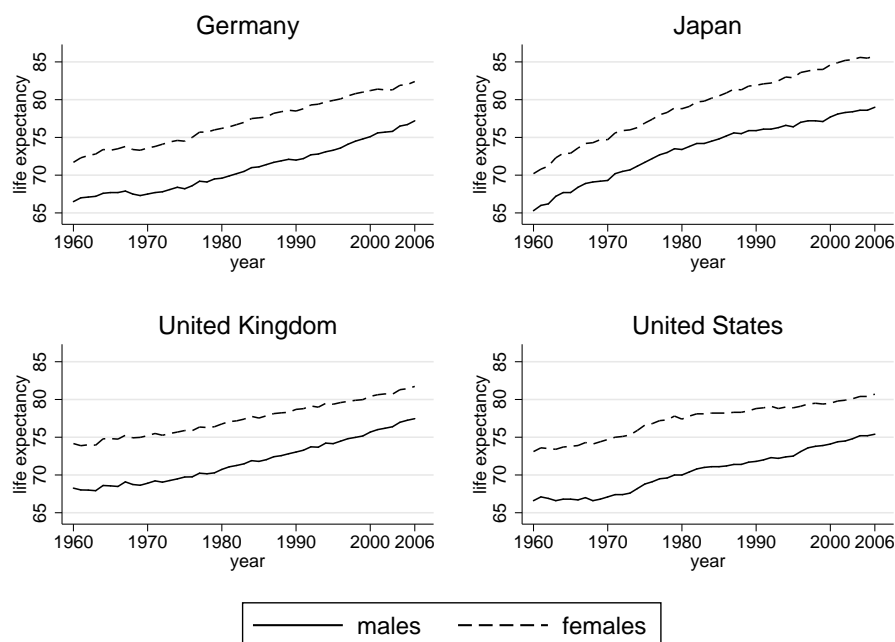 Germany
85
80
75
70
65
life expectancy
1960 1970 1980 1990 2000 2006
year
Japan
85
80
75
70
65
life expectancy
1960 1970 1980 1990 2000 2006
year
United Kingdom
85
80
75
70
65
life expectancy
1960 1970 1980 1990 2000 2006
year
United States
85
80
75
70
65
life expectancy
1960 1970 1980 1990 2000 2006
year
males females